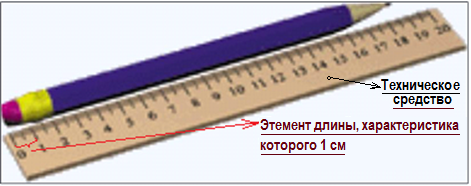 0 1 2 3 4 5 6 7 8 9 10 11 12 13 14 15 16 17 18 19 20
Техническое
средство
Этемент длины, характеристика
которого 1 см